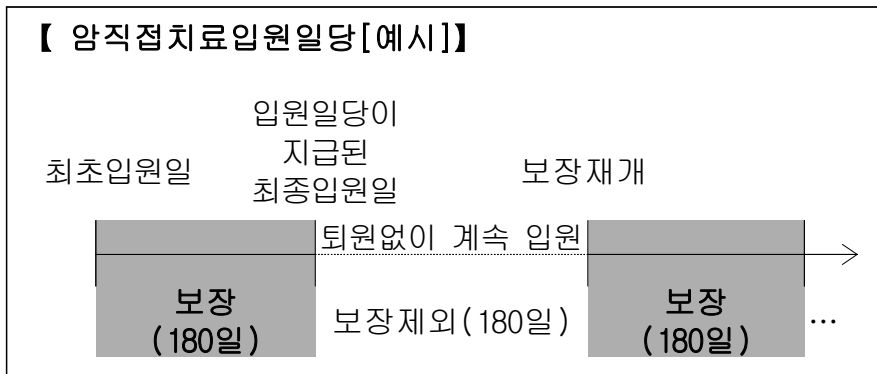 【 암직접치료입원일당[예시]】
최초입원일
입원일당이
지급된
최종입원일
보장재개
퇴원없이 계속 입원
보장
(180일)
보장제외(180일)
보장
(180일)
…